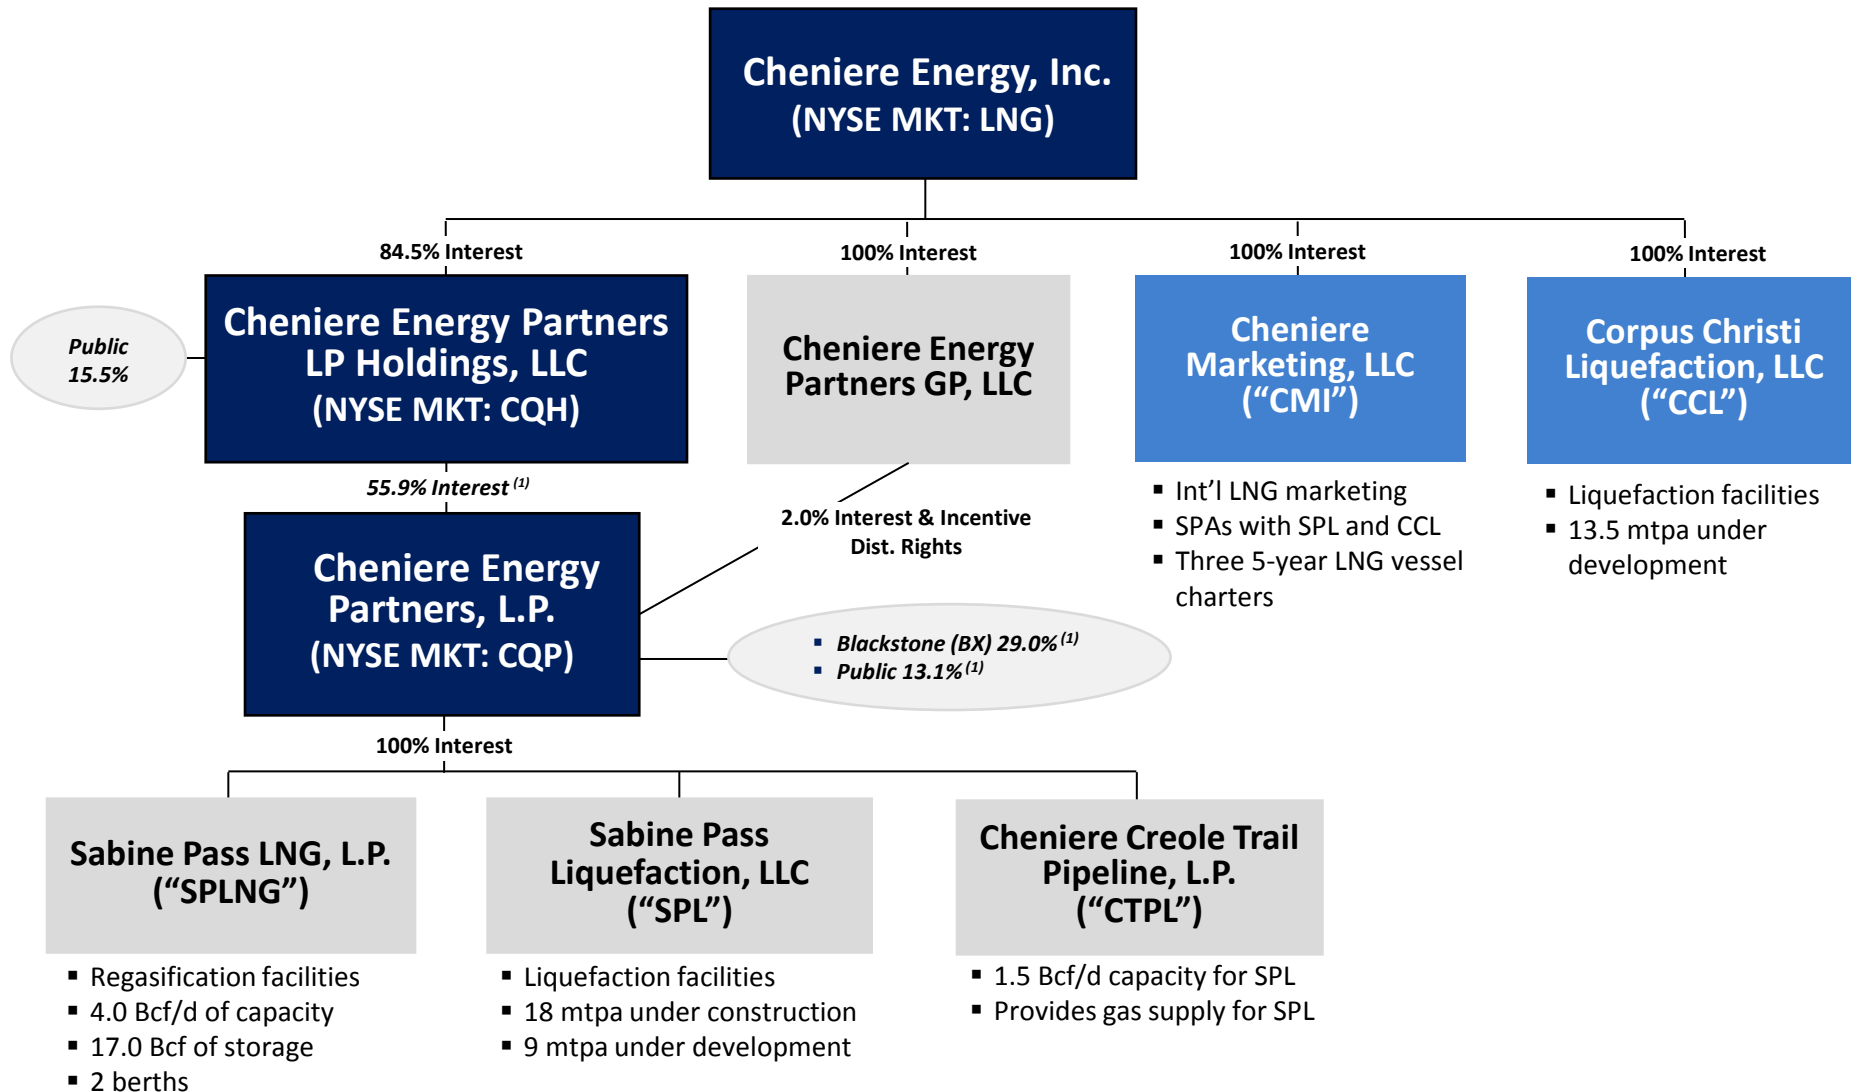 Cheniere Energy, Inc.
(NYSE MKT: LNG)
84.5% Interest
100% Interest
100% Interest
100% Interest
Public
15.5%
Cheniere Energy Partners
LP Holdings, LLC
(NYSE MKT: CQH)
Cheniere Energy
Partners GP, LLC
Cheniere
Marketing, LLC
(“CMI”)
Corpus Christi
Liquefaction, LLC
(“CCL”)
▪ Int’l LNG marketing
▪ SPAs with SPL and CCL
▪ Three 5-year LNG vessel
charters
▪ Liquefaction facilities
▪ 13.5 mtpa under
development
55.9% Interest (1)
2.0% Interest & Incentive
Dist. Rights
Cheniere Energy
Partners, L.P.
(NYSE MKT: CQP)
▪ Blackstone (BX) 29.0% (1)
▪ Public 13.1% (1)
100% Interest
Sabine Pass LNG, L.P.
(“SPLNG”)
Sabine Pass
Liquefaction, LLC
(“SPL”)
Cheniere Creole Trail
Pipeline, L.P.
(“CTPL”)
▪ Regasification facilities
▪ 4.0 Bcf/d of capacity
▪ 17.0 Bcf of storage
▪ 2 berths
▪ Liquefaction facilities
▪ 18 mtpa under construction
▪ 9 mtpa under development
▪ 1.5 Bcf/d capacity for SPL
▪ Provides gas supply for SPL